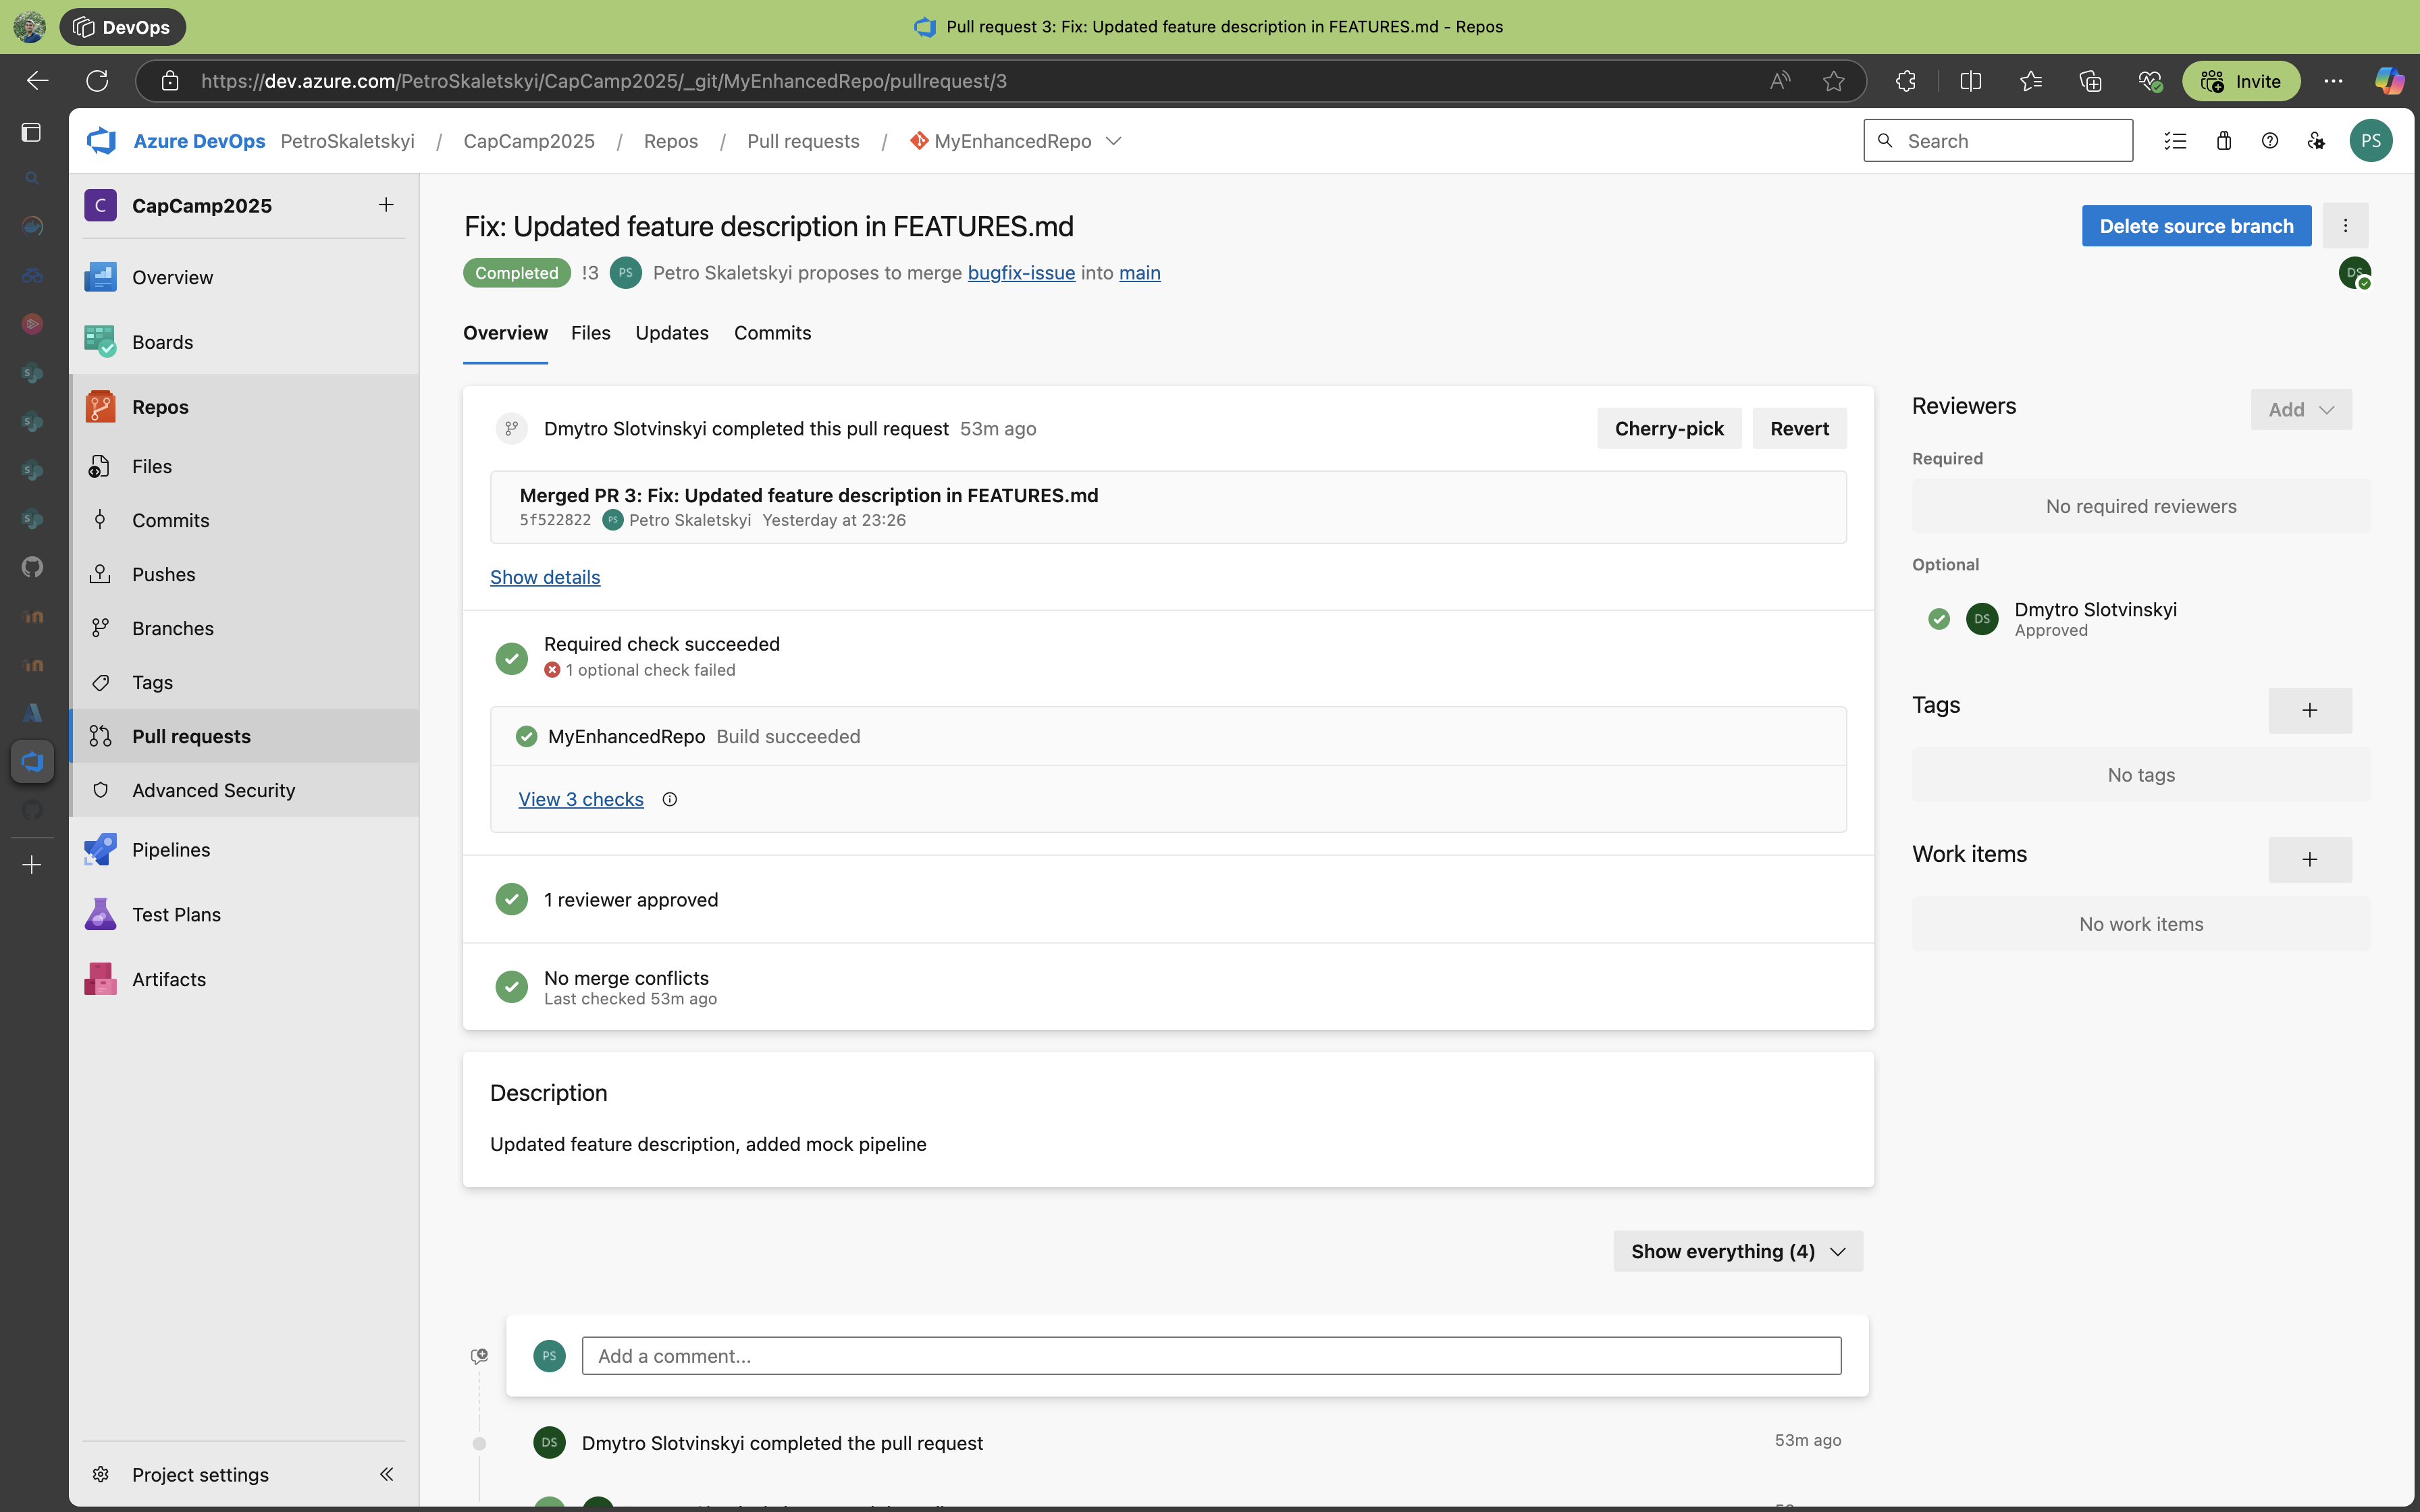 DevOps
Pull request 3: Fix: Updated feature description in FEATURES.md - Repos
https://dev.azure.com/PetroSkaletskyi/CapCamp2025/_git/MyEnhancedRepo/pullrequest/3
Invite
Azure DevOps PetroSkaletskyi / CapCamp2025 / Repos / Pull requests / MyEnhancedRepo
Search
PS
C CapCamp2025
Overview
Boards
Repos
Files
Commits
Pushes
Branches
Tags
Pull requests
Advanced Security
Pipelines
Test Plans
Artifacts
Project settings
Fix: Updated feature description in FEATURES.md
Delete source branch
Completed !3 PS Petro Skaletskyi proposes to merge bugfix-issue into main
DS
Overview Files Updates Commits
Dmytro Slotvinskyi completed this pull request 53m ago
Cherry-pick
Revert
Merged PR 3: Fix: Updated feature description in FEATURES.md
5f522822 PS Petro Skaletskyi Yesterday at 23:26
Show details
Required check succeeded
1 optional check failed
MyEnhancedRepo Build succeeded
View 3 checks
1 reviewer approved
No merge conflicts
Last checked 53m ago
Description
Updated feature description, added mock pipeline
Show everything (4)
PS Add a comment...
DS Dmytro Slotvinskyi completed the pull request 53m ago
Reviewers
Add
Required
No required reviewers
Optional
DS Dmytro Slotvinskyi
Approved
Tags
No tags
Work items
No work items